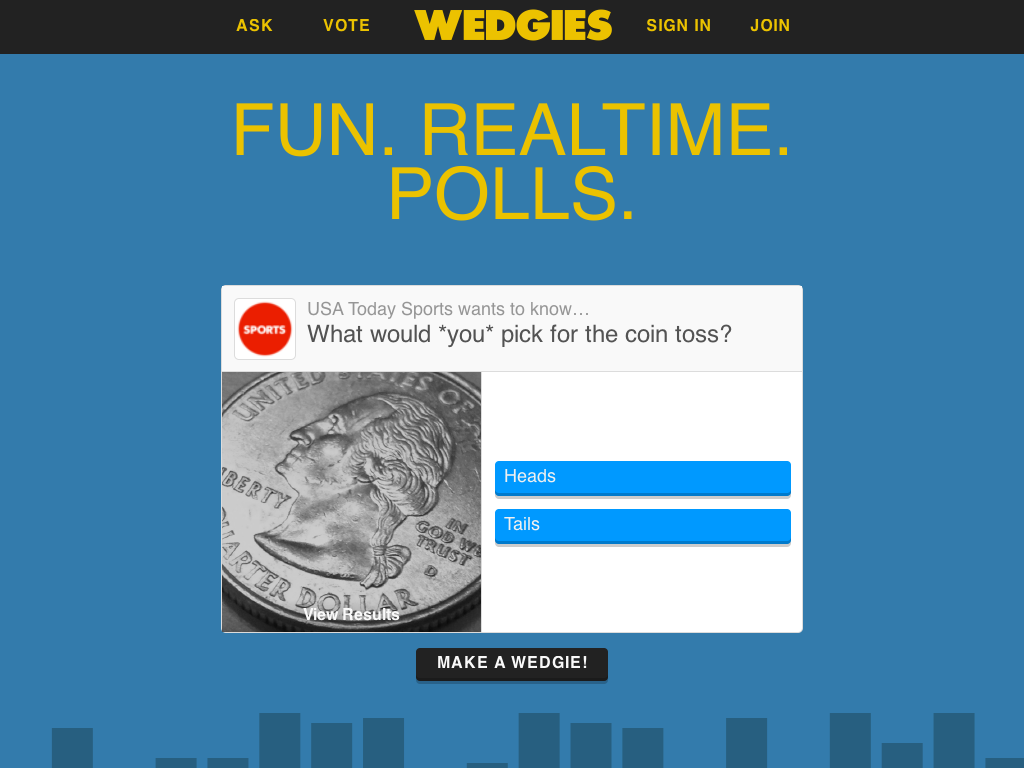 ASK
VOTE
WEDGIES
SIGN IN
JOIN
FUN. REALTIME.
POLLS.
SPORTS
USA Today Sports wants to know…
What would *you* pick for the coin toss?
UNITED STATES OF
LIBERTY
IN
GOD WE
TRUST
D
QUARTER DOLLAR
View Results
Heads
Tails
MAKE A WEDGIE!